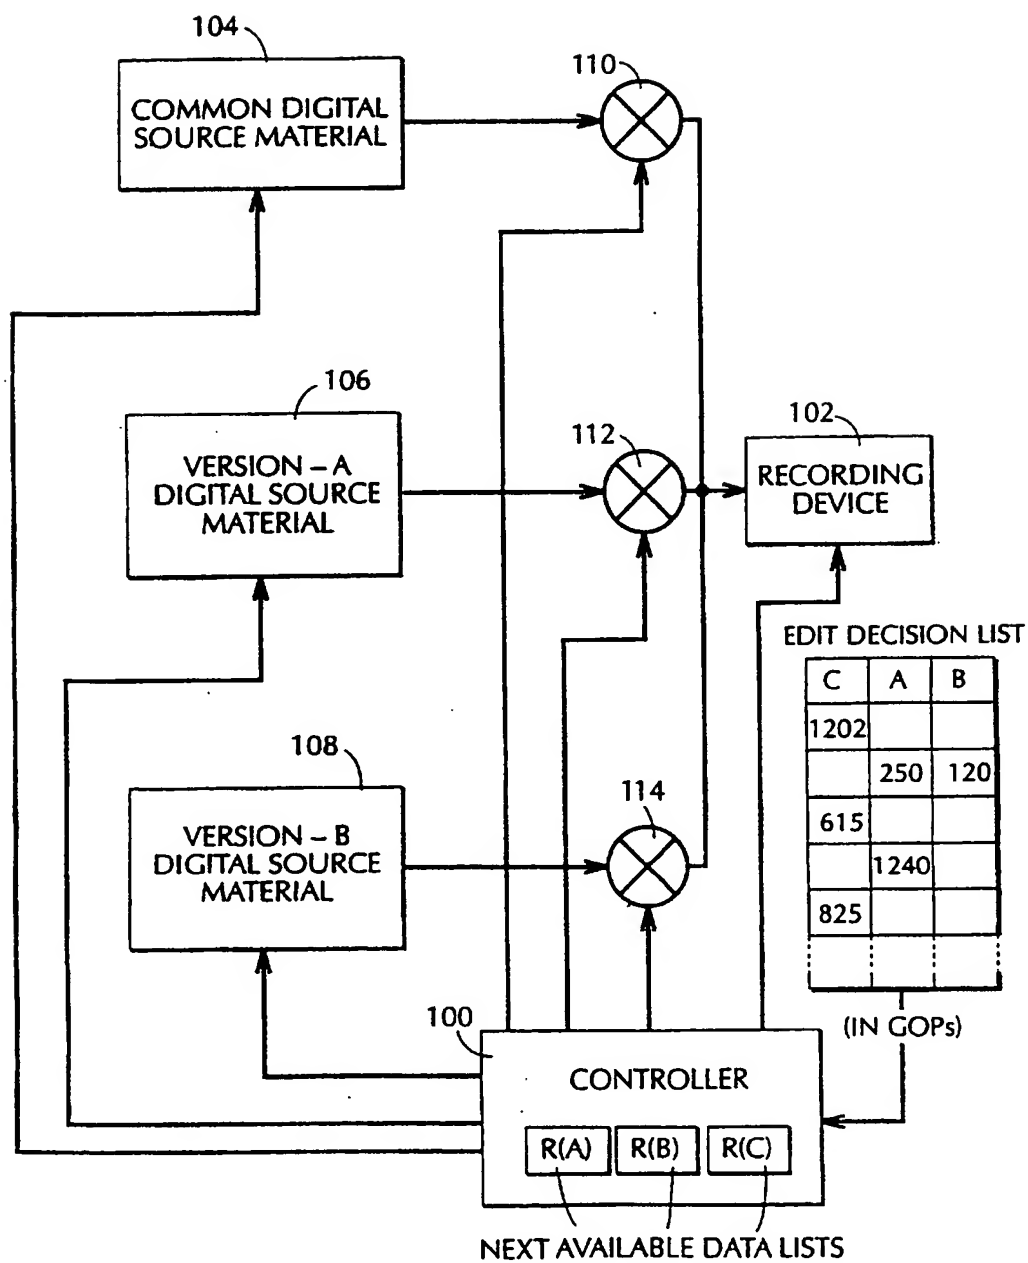 104
COMMON DIGITAL
SOURCE MATERIAL
110
106
VERSION – A
DIGITAL SOURCE
MATERIAL
112
102
RECORDING
DEVICE
EDIT DECISION LIST
C A B
1202
250 120
615
1240
825
(IN GOPs)
108
VERSION – B
DIGITAL SOURCE
MATERIAL
114
100
CONTROLLER
R(A) R(B) R(C)
NEXT AVAILABLE DATA LISTS